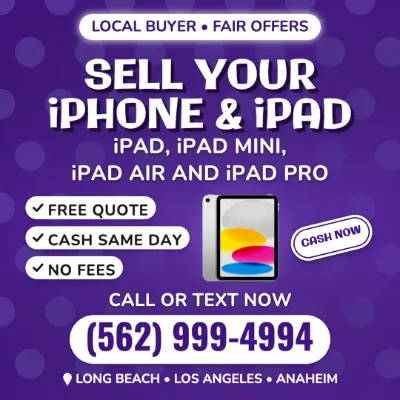 LOCAL BUYER • FAIR OFFERS
SELL YOUR
iPHONE & iPAD
iPAD, iPAD MINI,
iPAD AIR AND iPAD PRO
✓ FREE QUOTE
✓ CASH SAME DAY
✓ NO FEES
CASH NOW
CALL OR TEXT NOW
(562) 999-4994
LONG BEACH • LOS ANGELES • ANAHEIM